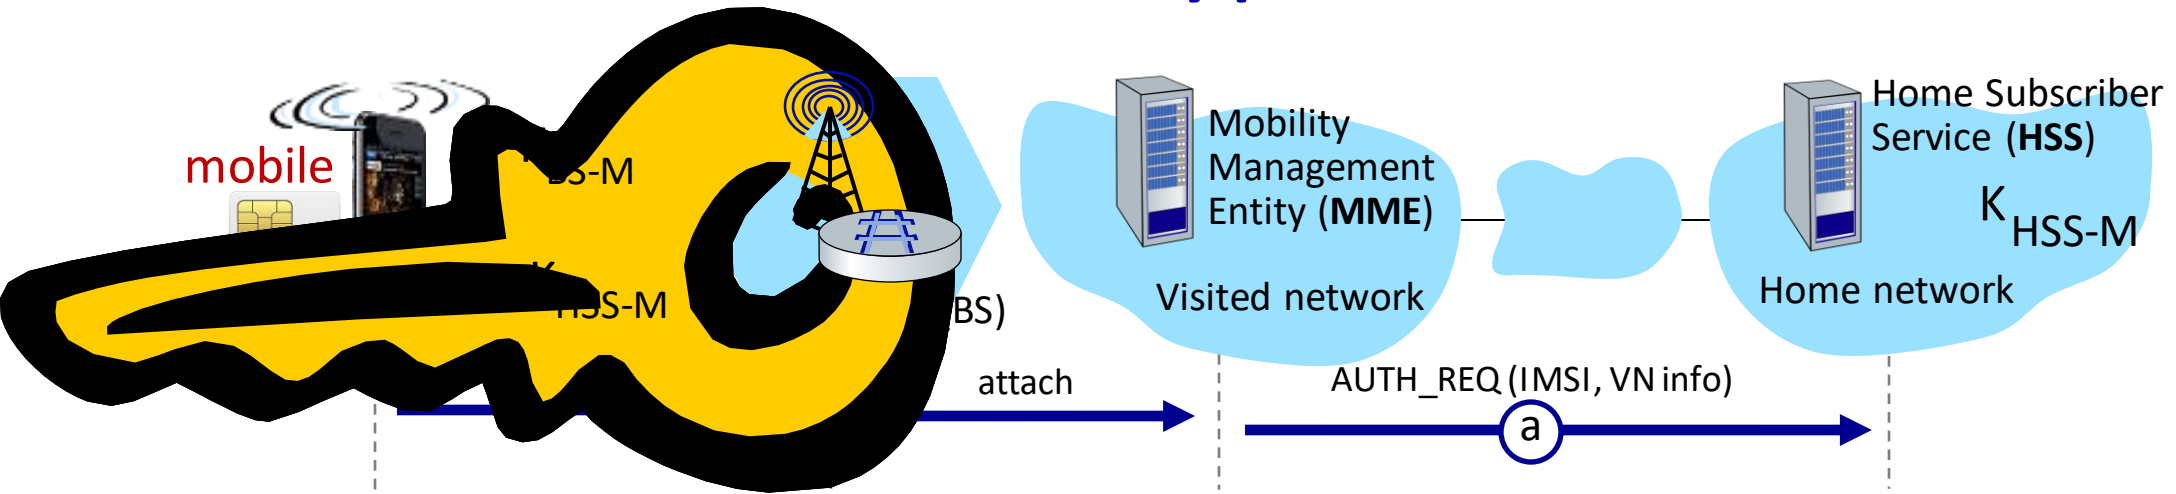 mobile
BS-M
HSS-M
BS)
Mobility
Management
Entity (MME)
Visited network
Home Subscriber
Service (HSS)
K HSS-M
Home network
attach
AUTH_REQ (IMSI, VN info)
a